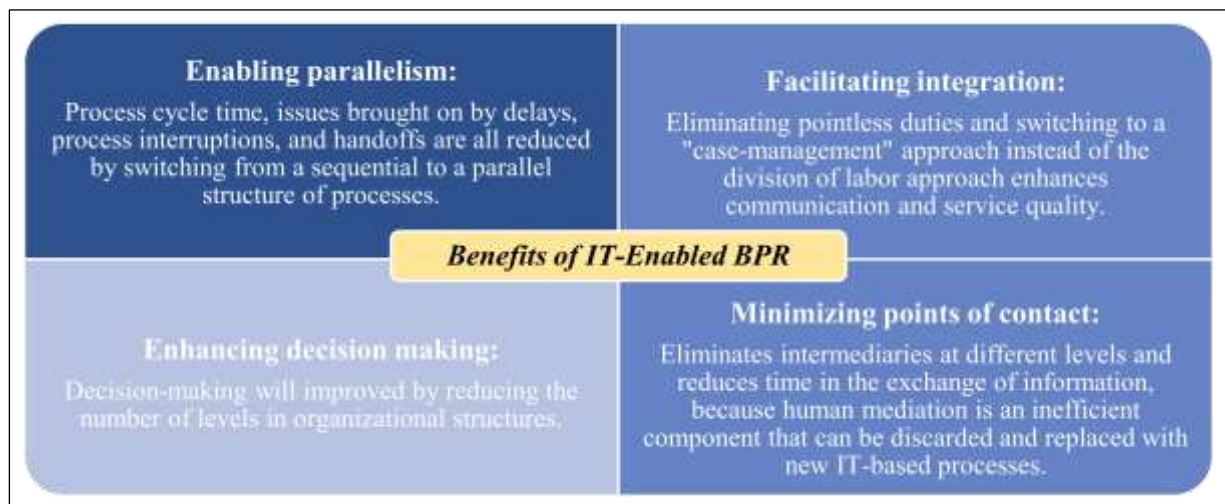 Enabling parallelism:
Process cycle time, issues brought on by delays,
process interruptions, and handoffs are all reduced
by switching from a sequential to a parallel
structure of processes.
Facilitating integration:
Eliminating pointless duties and switching to a
"case-management" approach instead of the
division of labor approach enhances
communication and service quality.
Benefits of IT-Enabled BPR
Enhancing decision making:
Decision-making will improved by reducing the
number of levels in organizational structures.
Minimizing points of contact:
Eliminates intermediaries at different levels and
reduces time in the exchange of information,
because human mediation is an inefficient
component that can be discarded and replaced with
new IT-based processes.